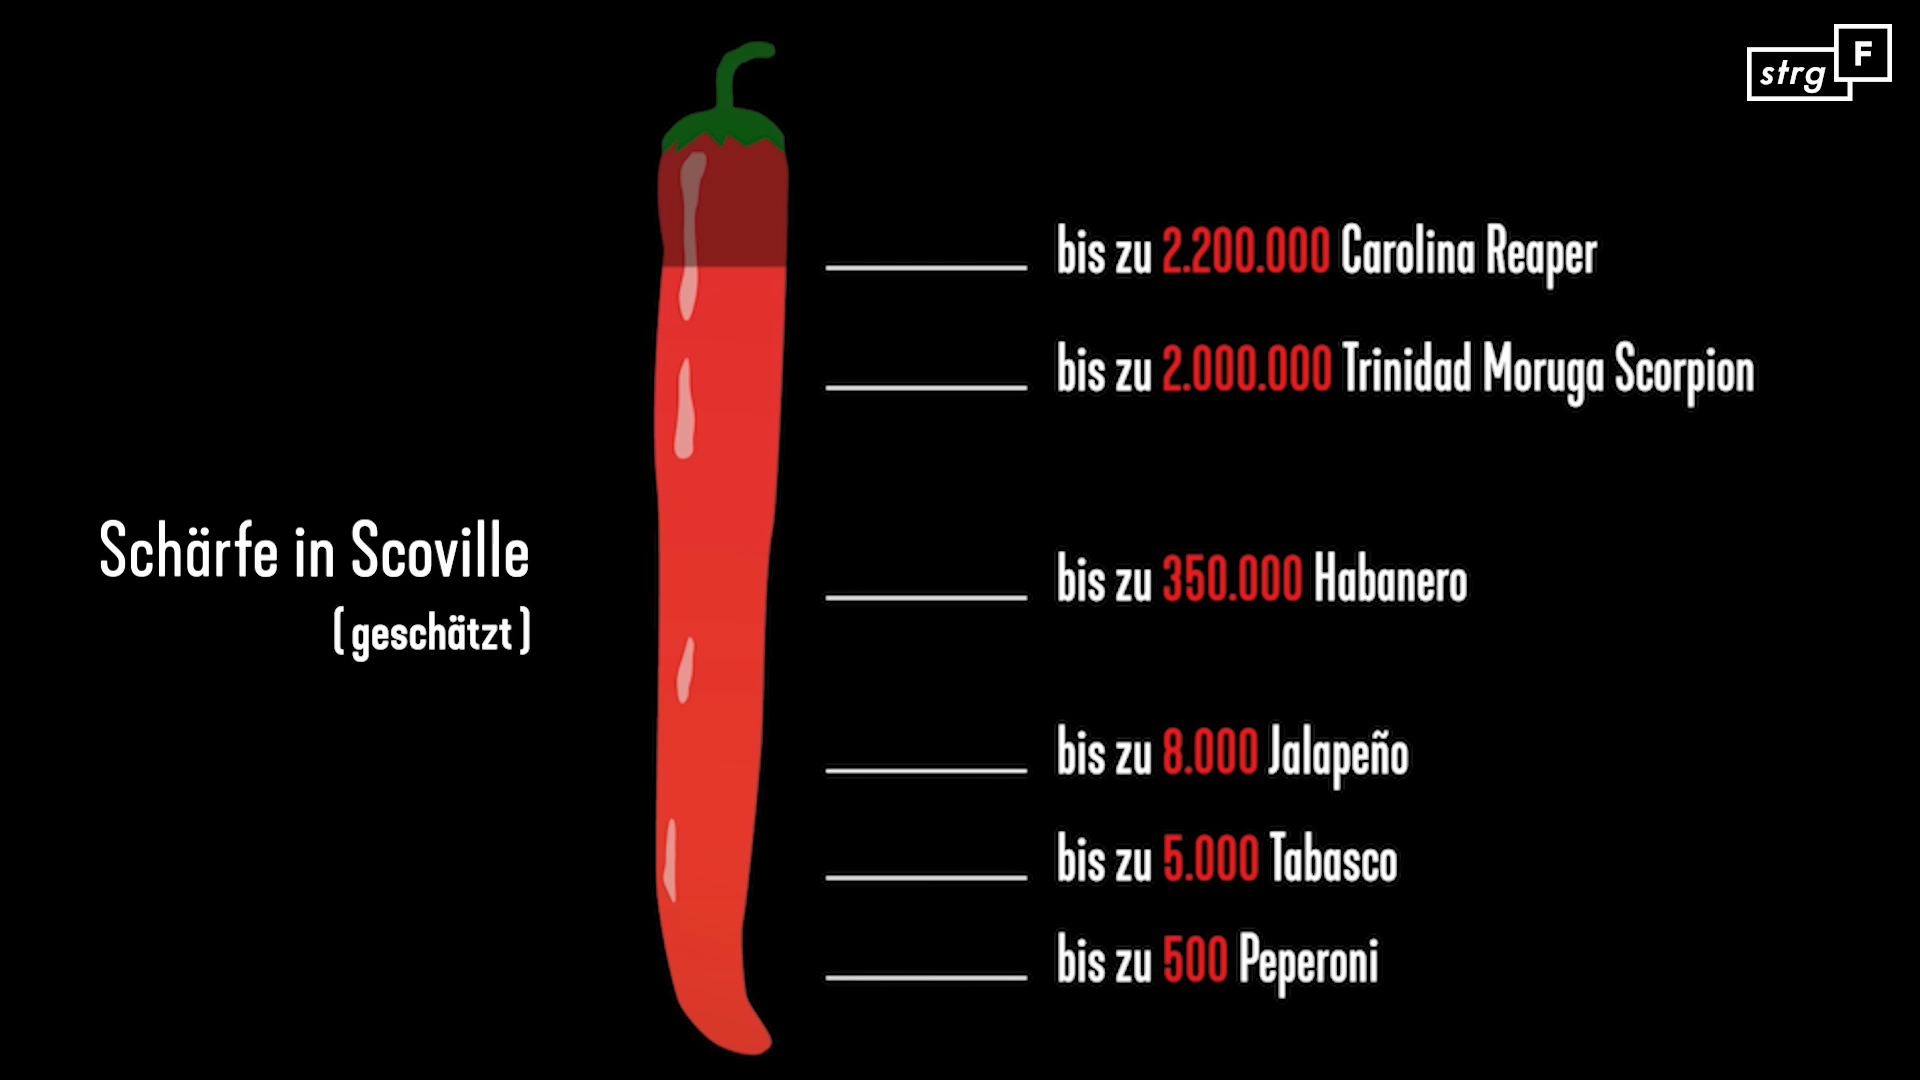 strg F
bis zu 2.200.000 Carolina Reaper
bis zu 2.000.000 Trinidad Moruga Scorpion
Schärfe in Scoville
(geschätzt)
bis zu 350.000 Habanero
bis zu 8.000 Jalapeño
bis zu 5.000 Tabasco
bis zu 500 Peperoni